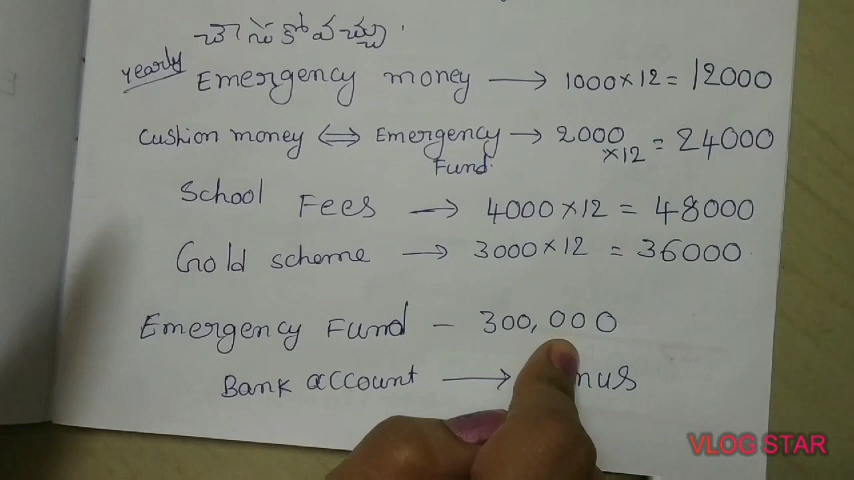 చేసుకోవచ్చు.
yearly
Emergency money → 1000×12 = 12000
Cushion money ⇔ Emergency Fund. → 2000 ×12 = 24000
School Fees → 4000×12 = 48000
Gold scheme → 3000×12 = 36000
Emergency Fund – 300,000
Bank account →
VLOG STAR